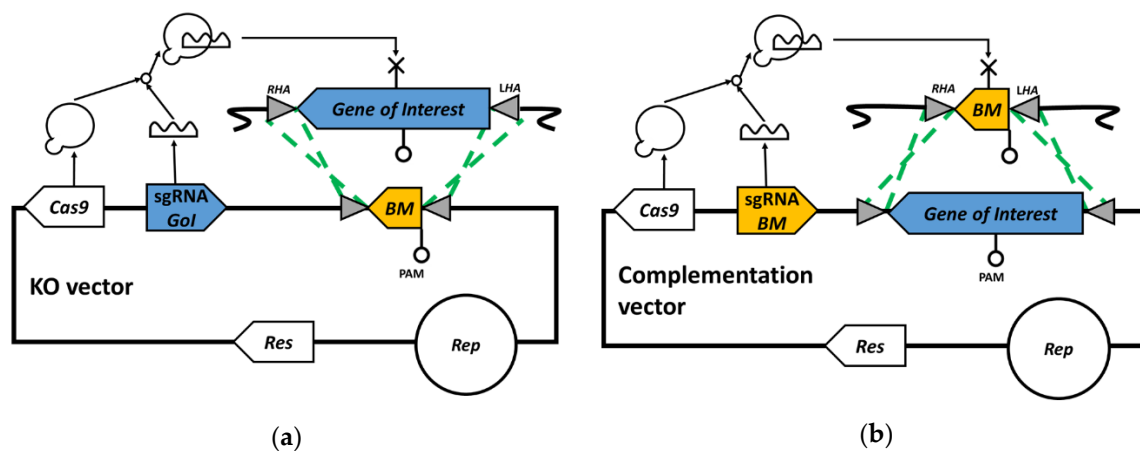 RHA
LHA
Gene of Interest
Cas9
sgRNA
GoI
BM
PAM
KO vector
Res
Rep
(a)
RHA
LHA
BM
Cas9
sgRNA
BM
Gene of Interest
PAM
Complementation
vector
Res
Rep
(b)